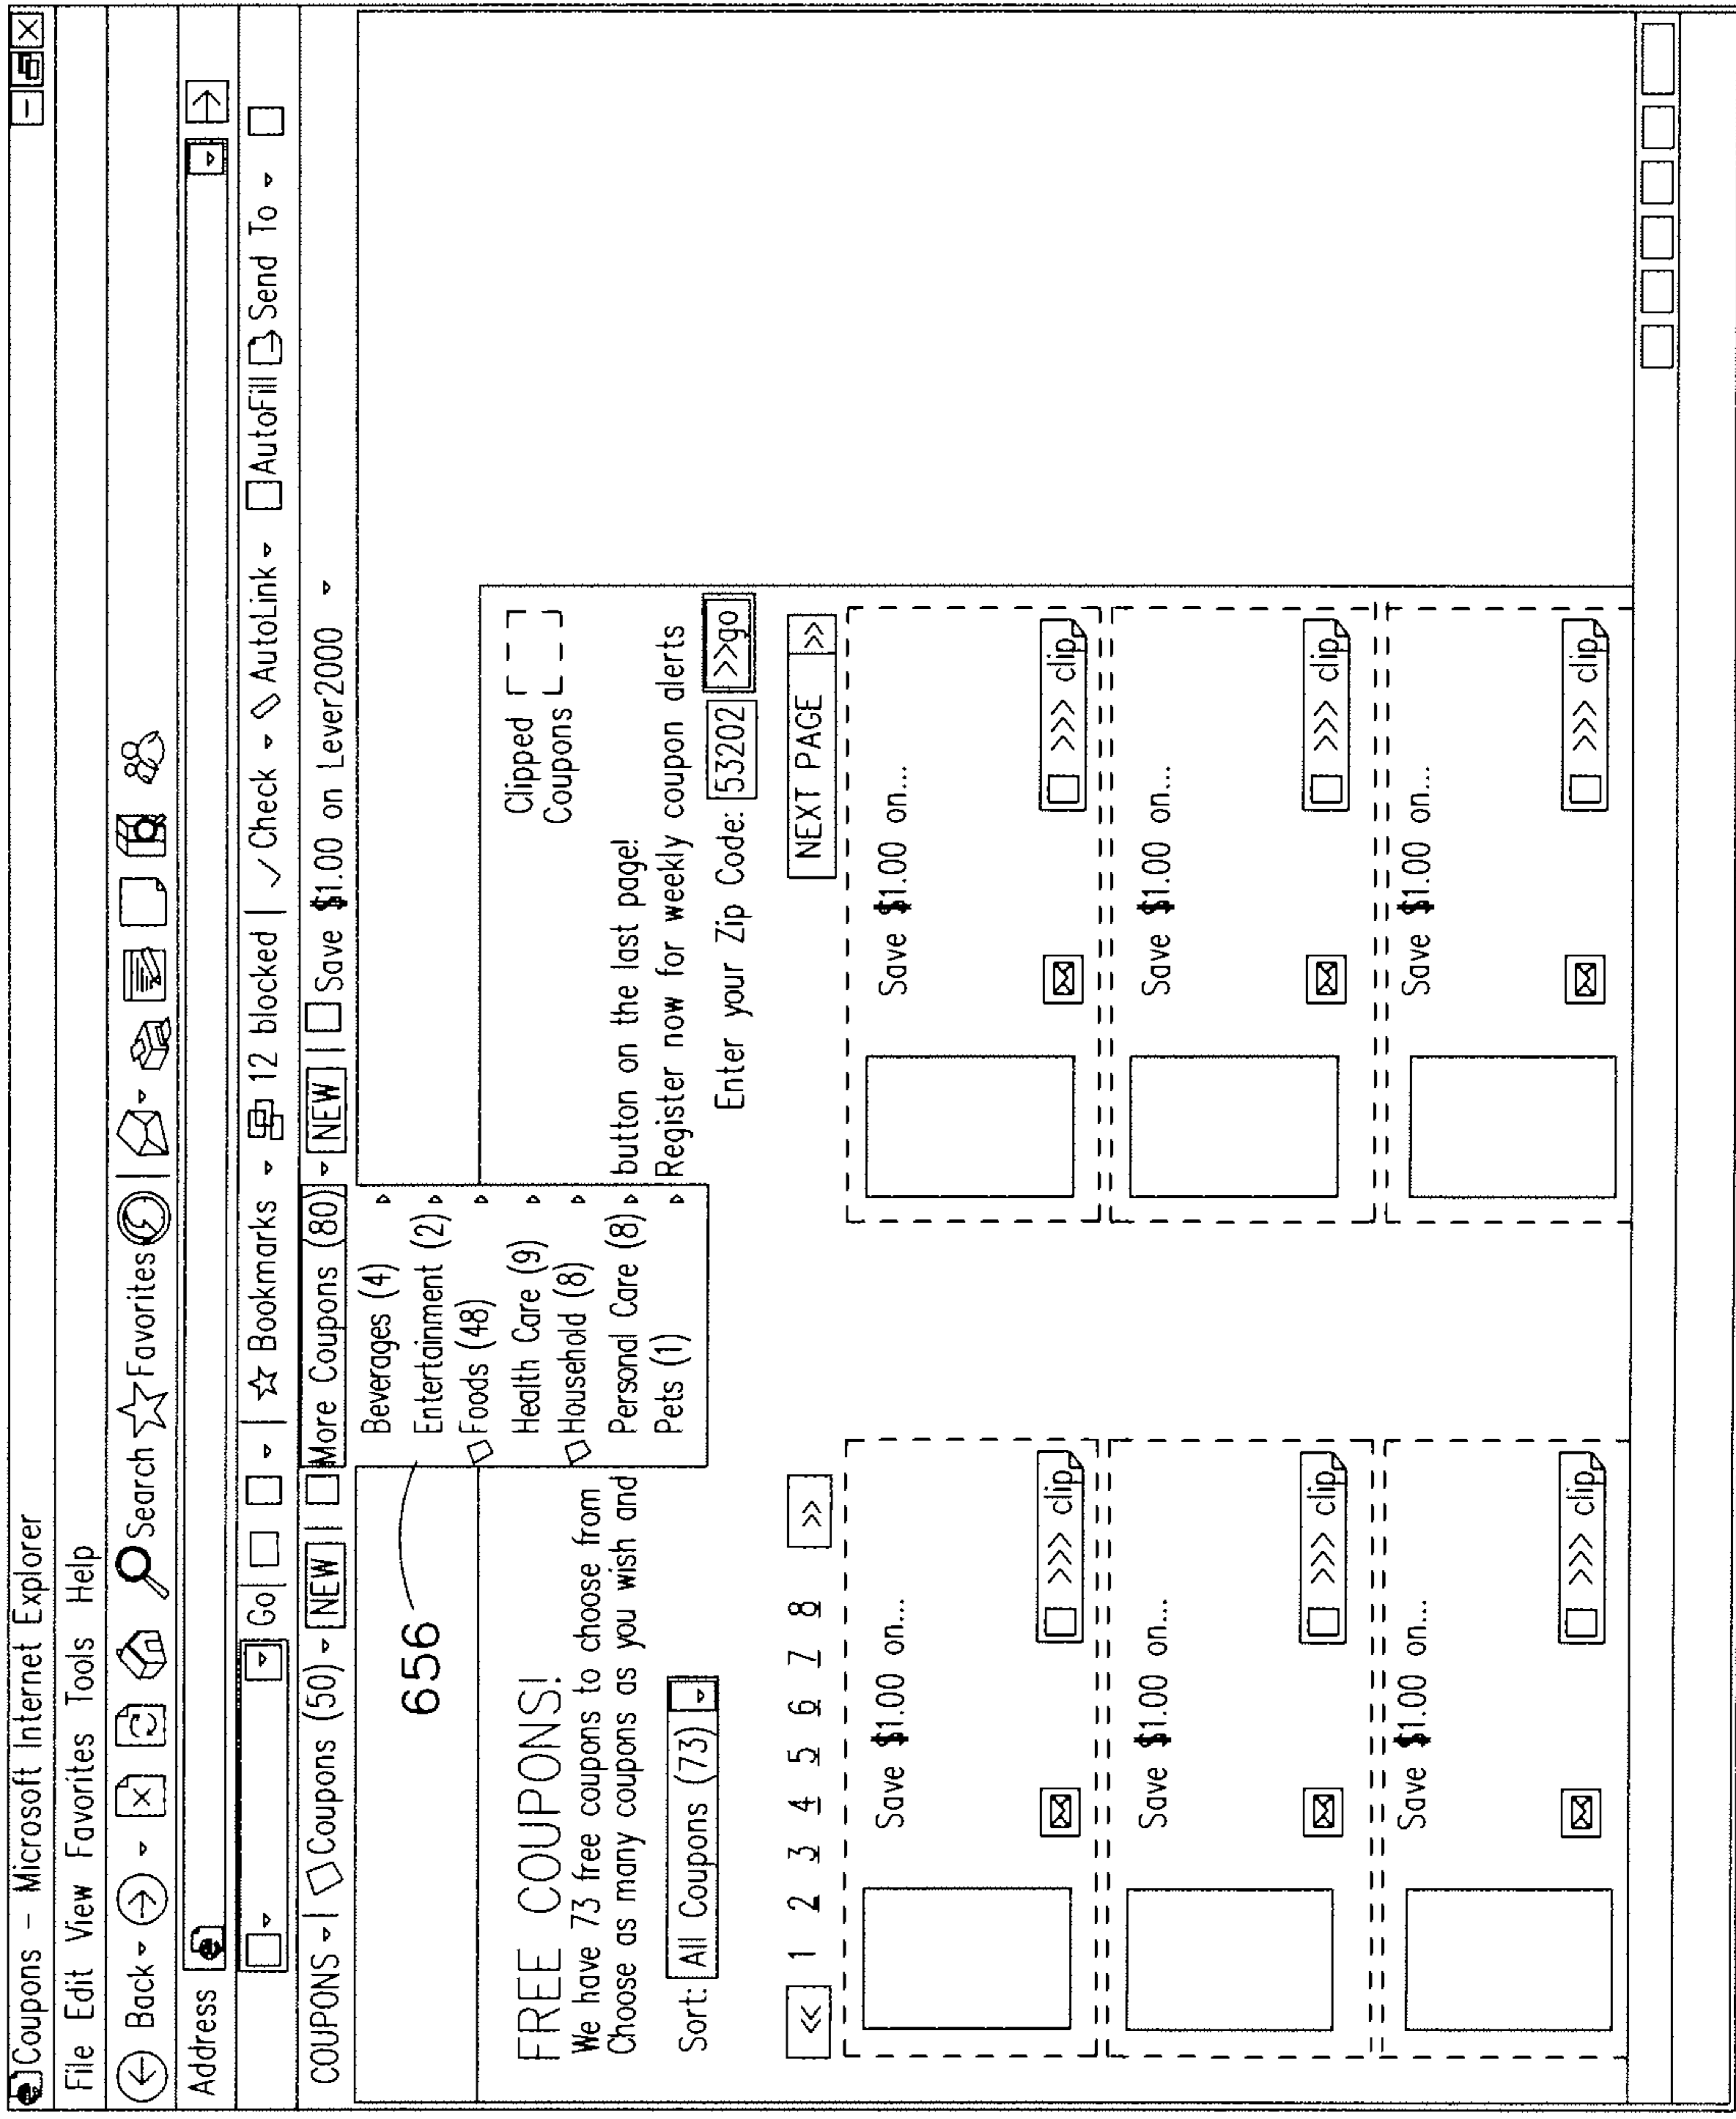 Coupons – Microsoft Internet Explorer
File Edit View Favorites Tools Help
Back Search Favorites
Address
Go Bookmarks 12 blocked Check AutoLink AutoFill Send To
COUPONS Coupons (50) NEW More Coupons (80) NEW Save $1.00 on Lever2000
656
Beverages (4)
Entertainment (2)
Foods (48)
Health Care (9)
Household (8)
Personal Care (8)
Pets (1)
Clipped
Coupons
FREE COUPONS!
We have 73 free coupons to choose from
Choose as many coupons as you wish and
button on the last page!
Register now for weekly coupon alerts
Sort: All Coupons (73)
Enter your Zip Code: 53202 >>go
<< 1 2 3 4 5 6 7 8 >>
NEXT PAGE >>
Save $1.00 on...
>>> clip
Save $1.00 on...
>>> clip
Save $1.00 on...
>>> clip
Save $1.00 on...
>>> clip
Save $1.00 on...
>>> clip
Save $1.00 on...
>>> clip